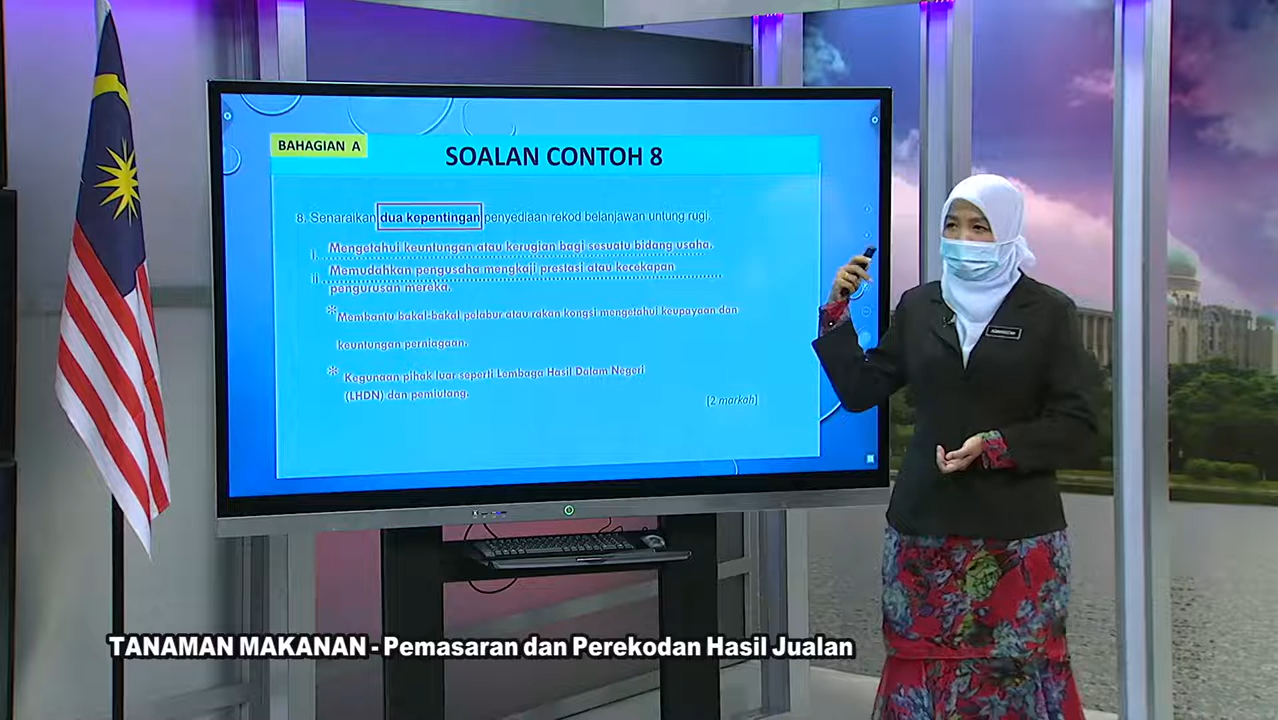 BAHAGIAN A
SOALAN CONTOH 8
8. Senaraikan dua kepentingan penyediaan rekod belanjawan untung rugi.
i. Mengetahui keuntungan atau kerugian bagi sesuatu bidang usaha.
ii Memudahkan pengusaha mengkaji prestasi atau kecekapan
pengurusan mereka.
* Membantu bakal-bakal pelabur atau rakan kongsi mengetahui keupayaan dan
keuntungan perniagaan.
* Kegunaan pihak luar seperti Lembaga Hasil Dalam Negeri
(LHDN) dan pemiutang.
[2 markah]
TANAMAN MAKANAN - Pemasaran dan Perekodan Hasil Jualan